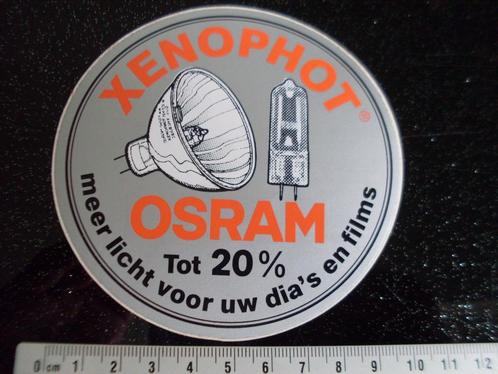 XENOPHOT®
OSRAM
Tot 20%
meer licht voor uw dia's en films
0 cm 1 2 3 4 5 6 7 8 9 10 11 12